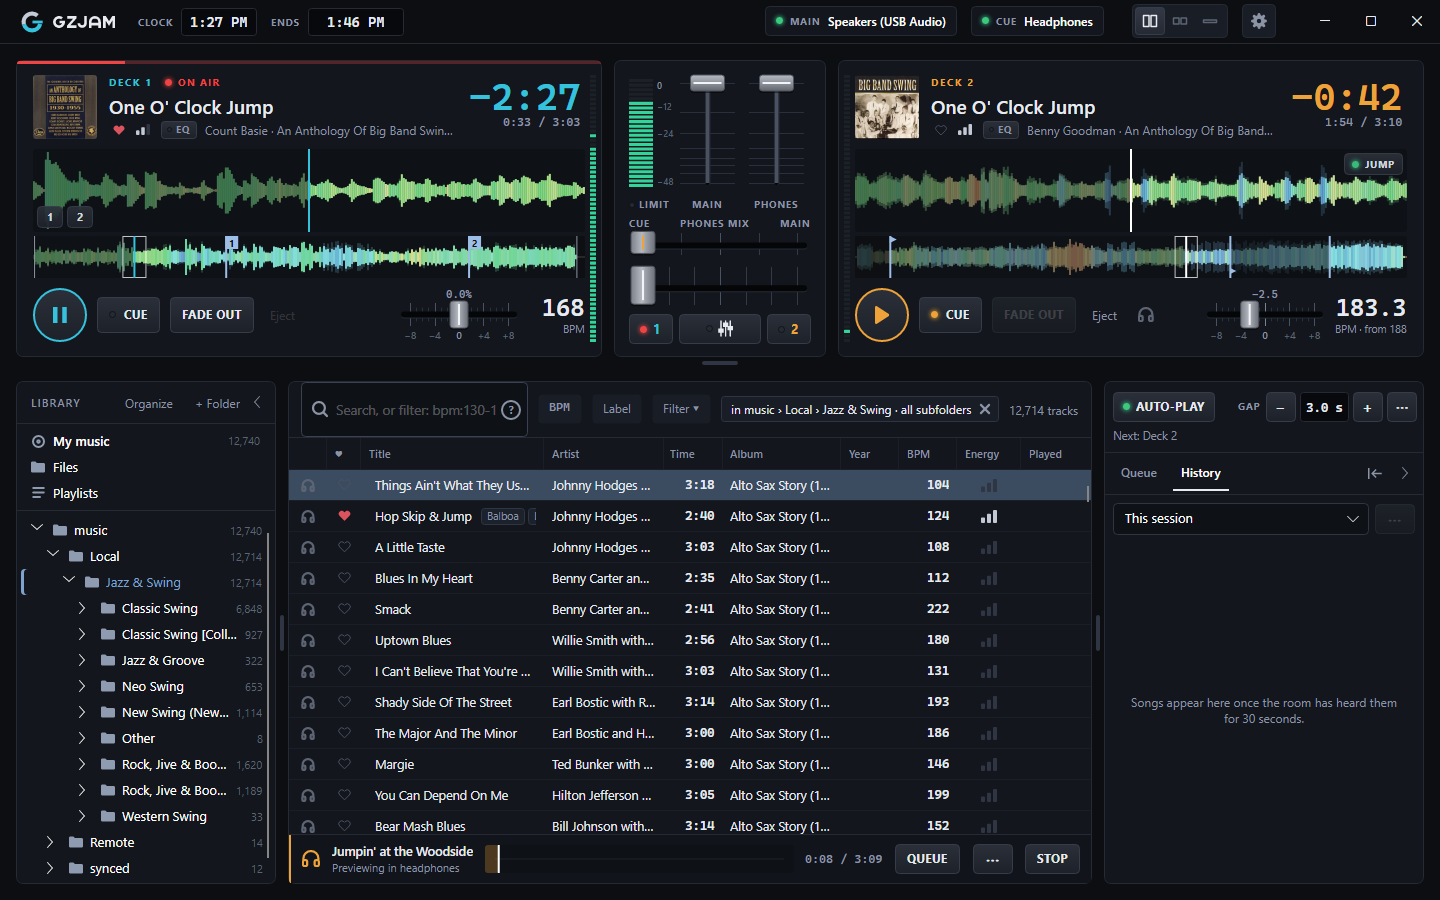 GZJAM CLOCK 1:27 PM ENDS 1:46 PM MAIN Speakers (USB Audio) CUE Headphones
DECK 1 ON AIR
One O' Clock Jump
EQ Count Basie · An Anthology Of Big Band Swin...
−2:27
0:33 / 3:03
1 2
1 2
CUE FADE OUT Eject
0.0%
−8 −4 0 +4 +8
168
BPM
0
−12
−24
−48
LIMIT MAIN PHONES
CUE PHONES MIX MAIN
1 2
DECK 2
One O' Clock Jump
EQ Benny Goodman · An Anthology Of Big Band...
−0:42
1:54 / 3:10
JUMP
CUE FADE OUT Eject
−2.5
−8 −4 0 +4 +8
183.3
BPM · from 188
LIBRARY Organize + Folder
My music 12,740
Files
Playlists
music 12,740
Local 12,714
Jazz & Swing 12,714
Classic Swing 6,848
Classic Swing [Coll... 927
Jazz & Groove 322
Neo Swing 653
New Swing (New... 1,114
Other 8
Rock, Jive & Boo... 1,620
Rock, Jive & Boo... 1,189
Western Swing 33
Remote 14
synced 12
Search, or filter: bpm:130-1 ? BPM Label Filter ▾ in music › Local › Jazz & Swing · all subfolders 12,714 tracks
♥ Title Artist Time Album Year BPM Energy Played
Things Ain't What They Us... Johnny Hodges ... 3:18 Alto Sax Story (1... 104
Hop Skip & Jump Balboa Johnny Hodges ... 2:40 Alto Sax Story (1... 124
A Little Taste Johnny Hodges ... 3:03 Alto Sax Story (1... 108
Blues In My Heart Benny Carter an... 2:35 Alto Sax Story (1... 112
Smack Benny Carter an... 2:41 Alto Sax Story (1... 222
Uptown Blues Willie Smith with... 2:56 Alto Sax Story (1... 180
I Can't Believe That You're ... Willie Smith with... 3:03 Alto Sax Story (1... 131
Shady Side Of The Street Earl Bostic with R... 3:14 Alto Sax Story (1... 193
The Major And The Minor Earl Bostic and H... 3:00 Alto Sax Story (1... 186
Margie Ted Bunker with ... 3:00 Alto Sax Story (1... 146
You Can Depend On Me Hilton Jefferson ... 3:05 Alto Sax Story (1... 199
Bear Mash Blues Bill Johnson with... 3:14 Alto Sax Story (1... 152
Jumpin' at the Woodside
Previewing in headphones
0:08 / 3:09 QUEUE ... STOP
AUTO-PLAY GAP − 3.0 s + ...
Next: Deck 2
Queue History
This session ...
Songs appear here once the room has heard them
for 30 seconds.